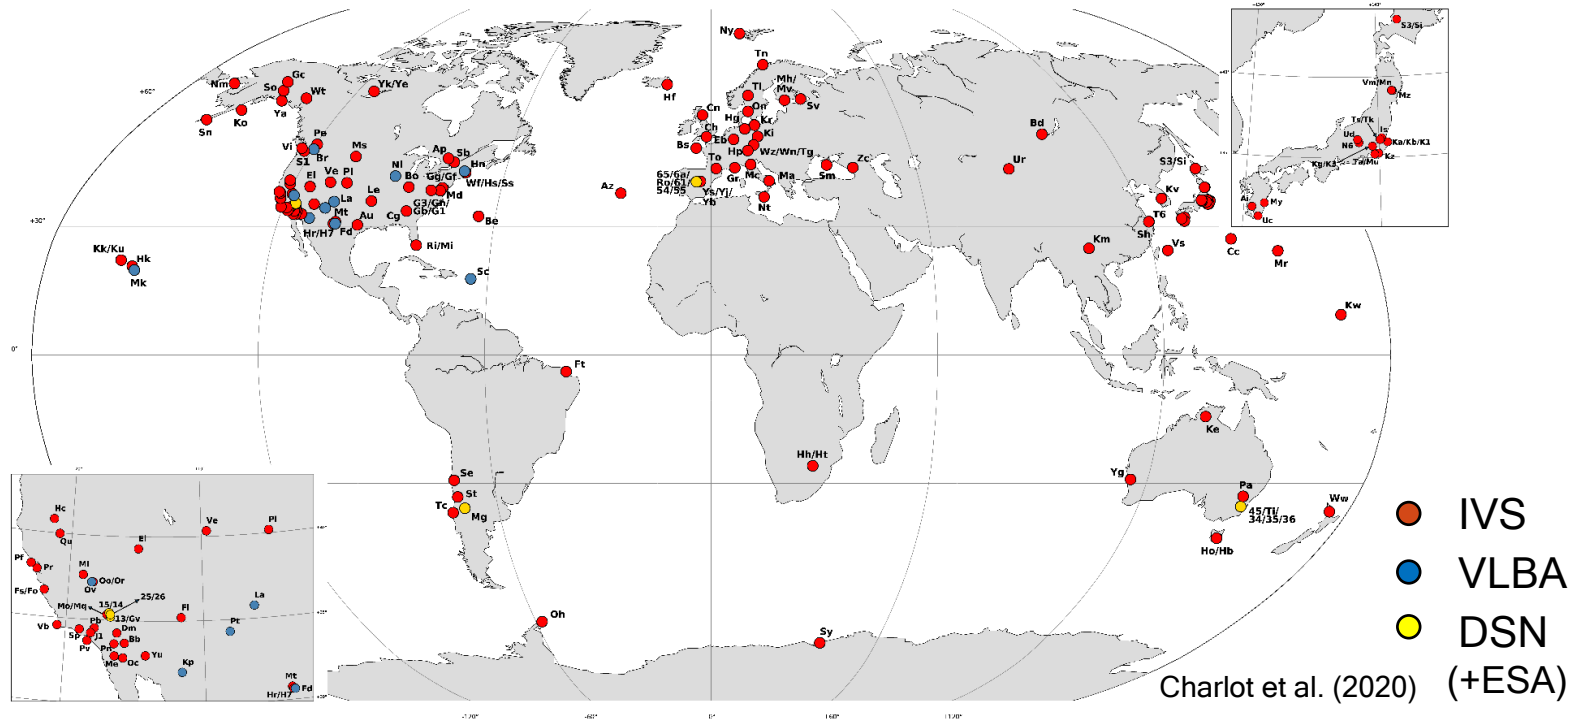 Ny
Tn
Nm
Gc
So
Wt
Ya
Ko
Sn
Yk/Ye
Hf
Tl
Mh/
Mv
Sv
On
Cn
Hg
Kr
Ch
Eb
Ki
Bs
Hp
Wz/Wn/Tg
To
Gr
Mc
Ma
Nt
Sm
Zc
65/6a/
Ro/61/
54/55
Ys/Yj/
Yb
Az
Bd
Ur
Km
S3/Si
Kv
T6
Sh
Vs
Cc
Mr
Kw
+60°
+30°
0°
Pe
Vi
Br
S1
Ms
Ap
Sb
Hn
Nl
Bo
Gg/Gf
Wf/Hs/Ss
Md
El
Ve
Pl
La
Le
G3/Gn/
Gb/G1
Mt
Au
Cg
Hr/H7
Fd
Be
Ri/Mi
Sc
Kk/Ku
Hk
Mk
Ft
Se
St
Tc
Mg
Hh/Ht
Ke
Yg
Pa
45/Ti/
34/35/36
Ho/Hb
Ww
Oh
Sy
-120°
-60°
0°
+60°
+120°
S3/Si
Vm/Mn
Mz
Ts/Tk
Is
Ud
N6
Ka/Kb/K1
Kz
Kg/K3
Ai
My
Uc
Hc
Qu
Ve
Pl
El
Pf
Pr
Ml
Oo/Or
Ov
Fs/Fo
25/26
15/14
Mo/Mq
13/Gv
Fl
La
Pt
Vb
Sp
Pb
J1
Dm
Pv
Pn
Bb
Me
Oc
Yu
Kp
Mt
Hr/H7
Fd
IVS
VLBA
DSN
(+ESA)
Charlot et al. (2020)